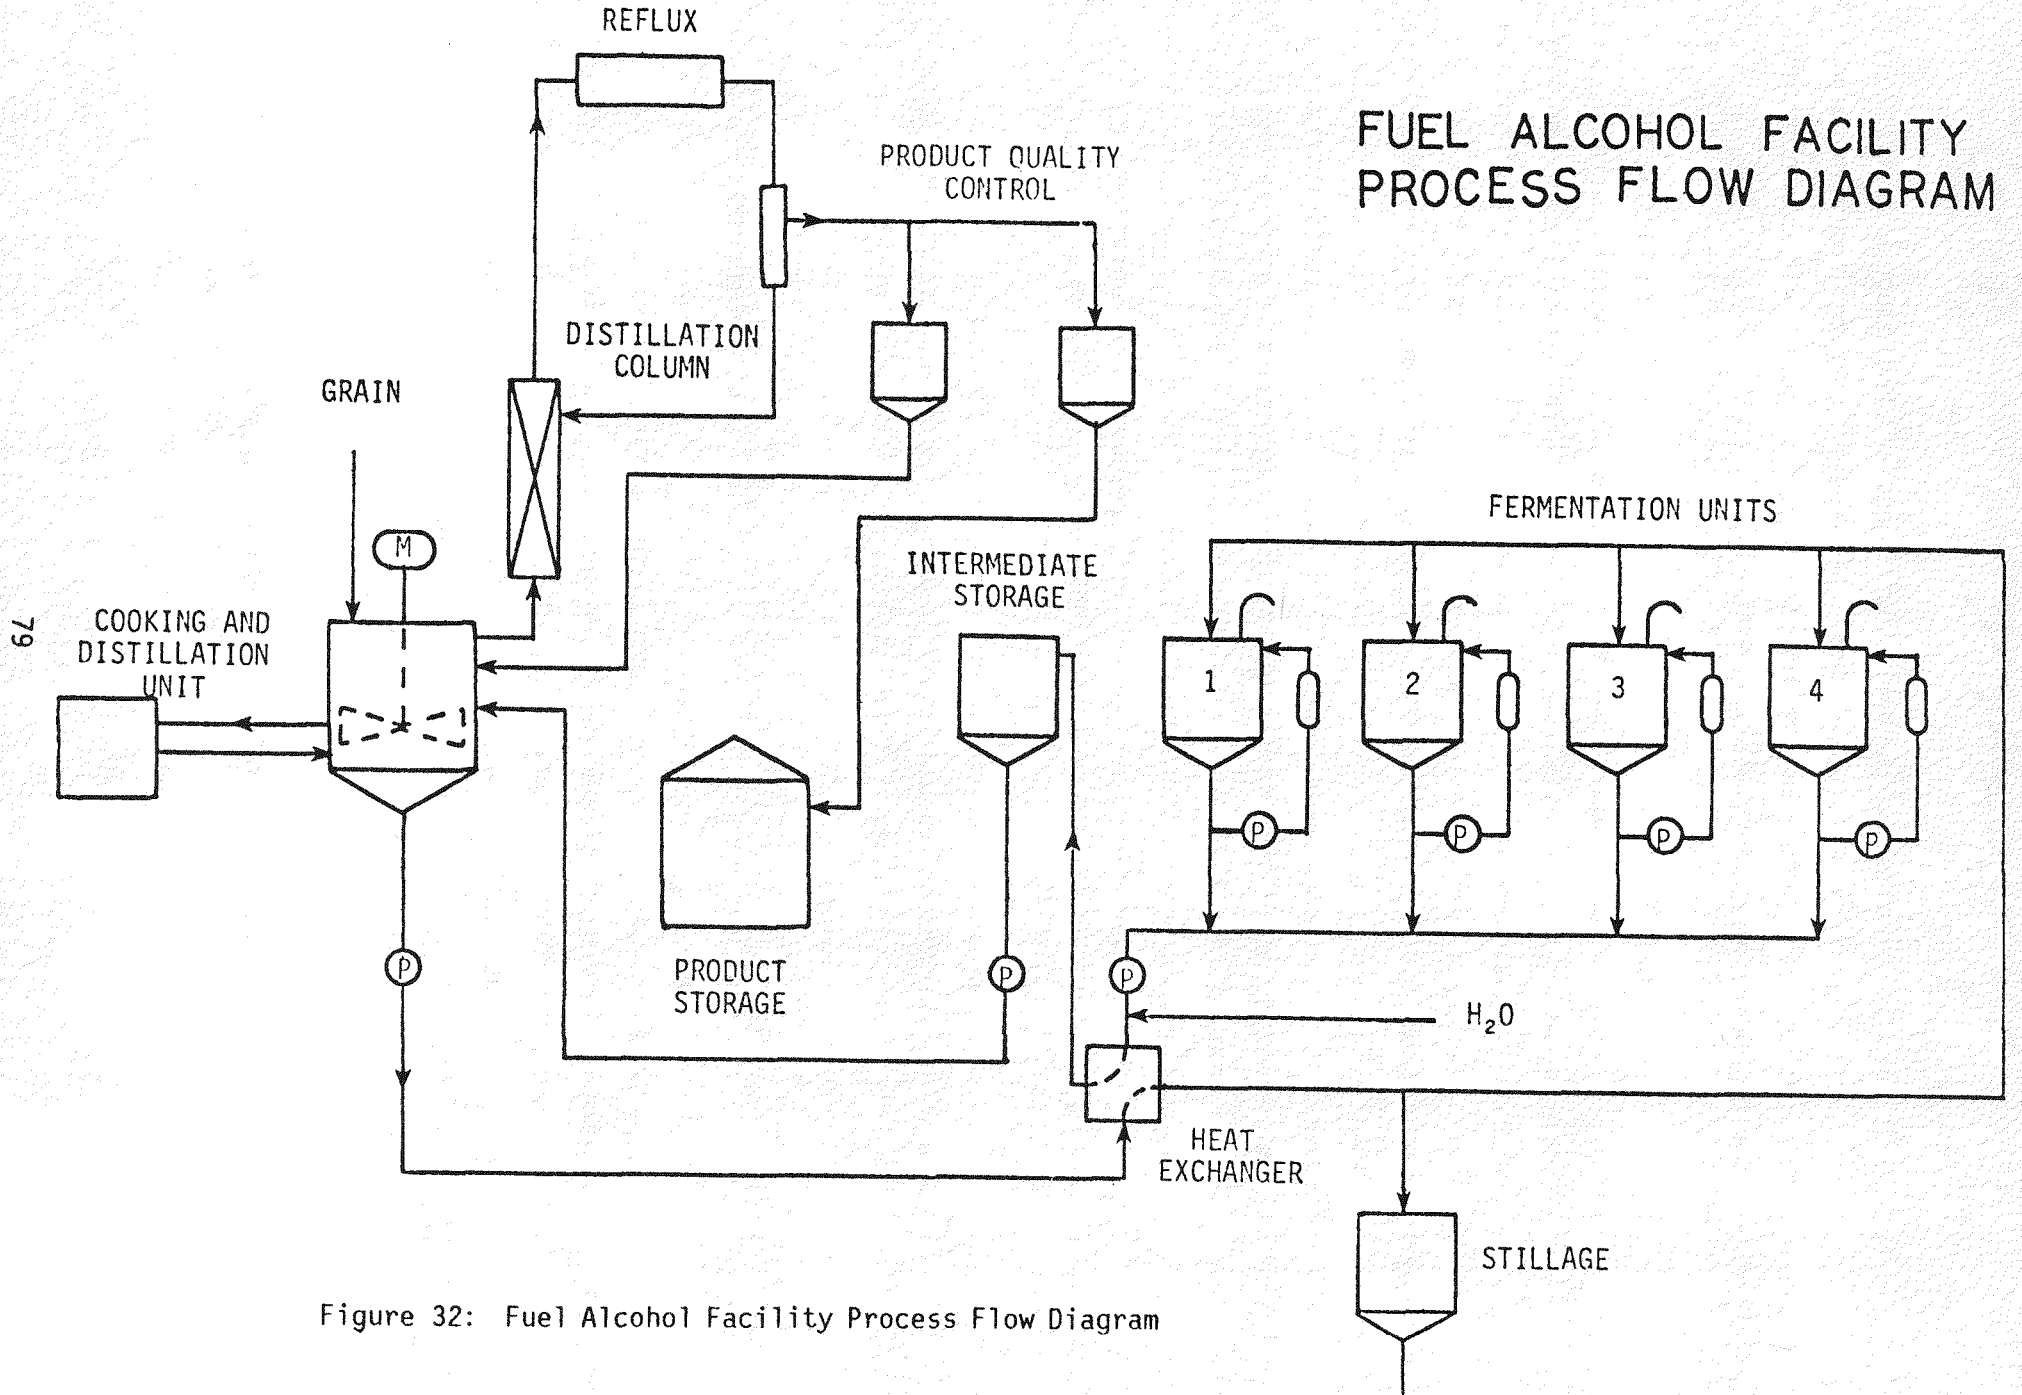 REFLUX
FUEL ALCOHOL FACILITY
PROCESS FLOW DIAGRAM
PRODUCT QUALITY
CONTROL
DISTILLATION
COLUMN
GRAIN
M
COOKING AND
DISTILLATION
UNIT
INTERMEDIATE
STORAGE
FERMENTATION UNITS
1
2
3
4
P
P
P
P
P
P
P
PRODUCT
STORAGE
H₂O
HEAT
EXCHANGER
STILLAGE
Figure 32: Fuel Alcohol Facility Process Flow Diagram
79